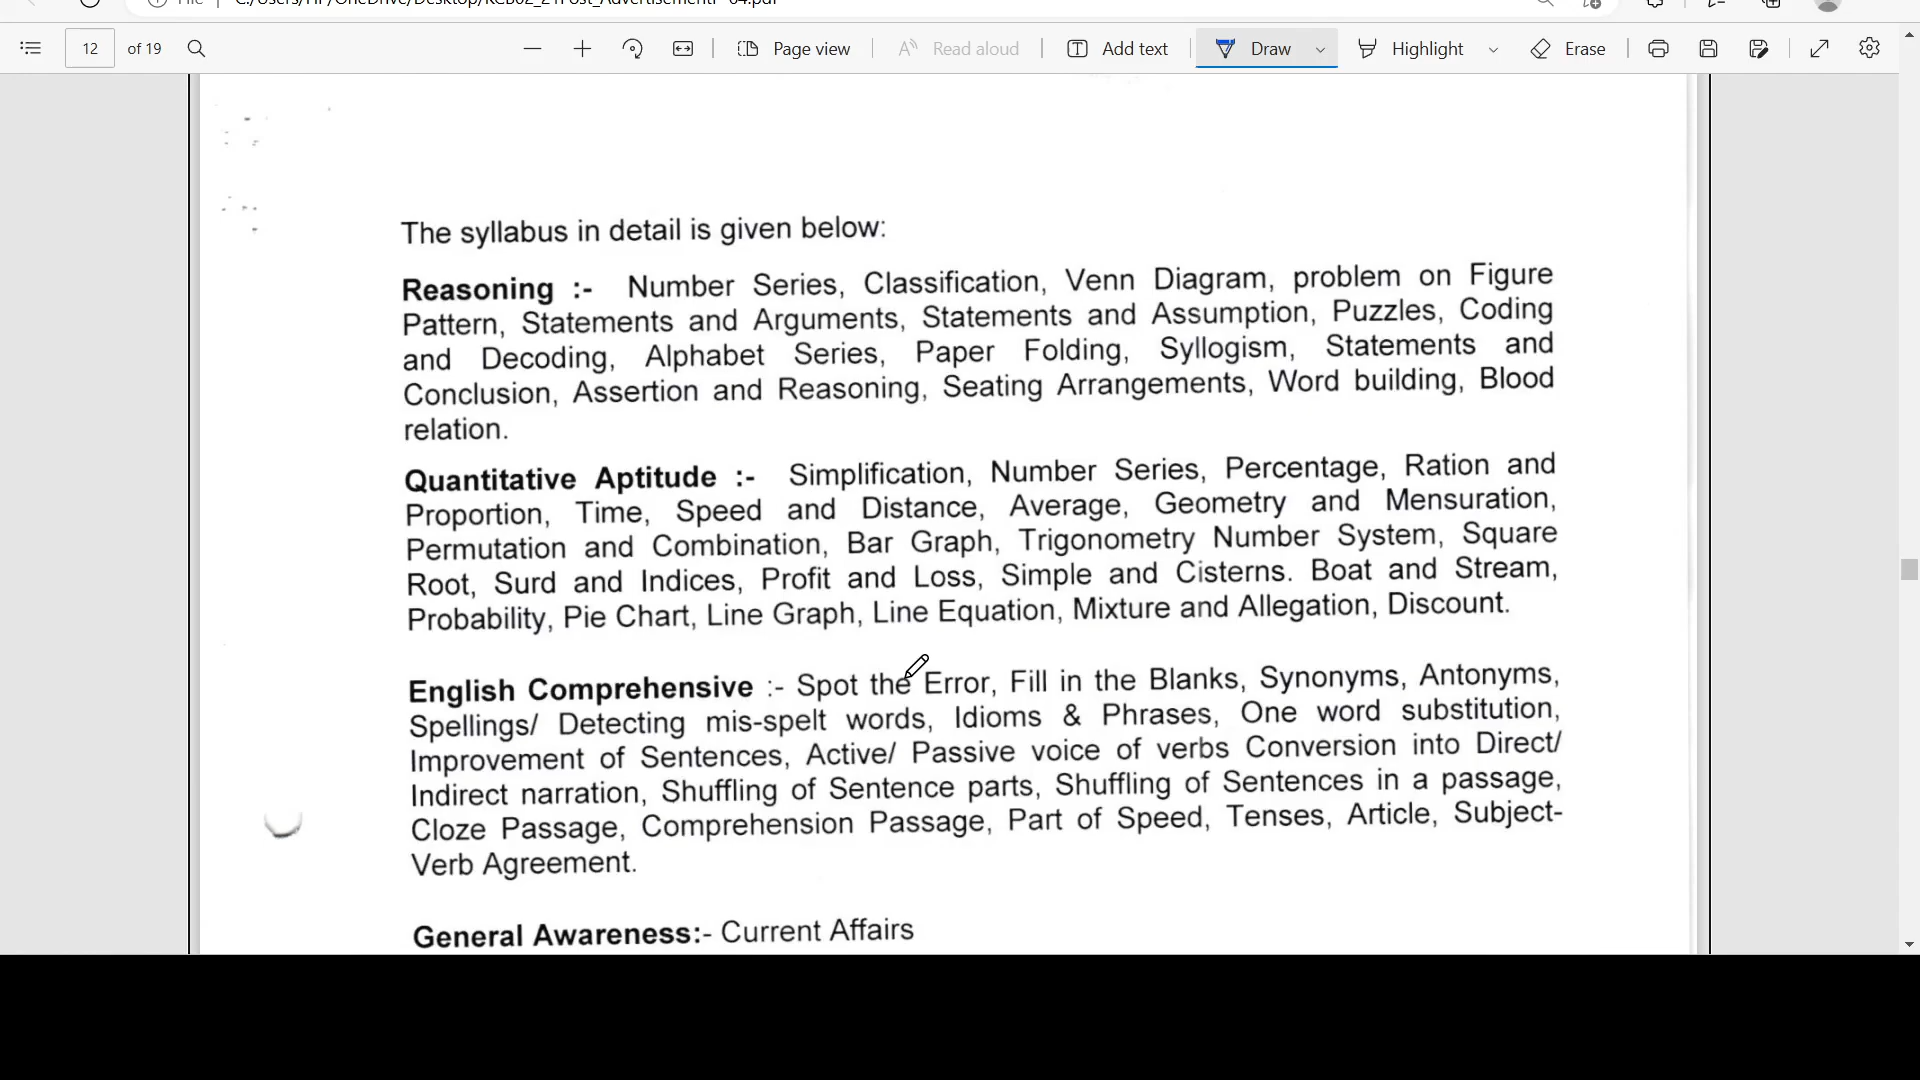 12 of 19 Page view Read aloud Add text Draw Highlight Erase
The syllabus in detail is given below:
Reasoning :- Number Series, Classification, Venn Diagram, problem on Figure
Pattern, Statements and Arguments, Statements and Assumption, Puzzles, Coding
and Decoding, Alphabet Series, Paper Folding, Syllogism, Statements and
Conclusion, Assertion and Reasoning, Seating Arrangements, Word building, Blood
relation.
Quantitative Aptitude :- Simplification, Number Series, Percentage, Ration and
Proportion, Time, Speed and Distance, Average, Geometry and Mensuration,
Permutation and Combination, Bar Graph, Trigonometry Number System, Square
Root, Surd and Indices, Profit and Loss, Simple and Cisterns. Boat and Stream,
Probability, Pie Chart, Line Graph, Line Equation, Mixture and Allegation, Discount.
English Comprehensive :- Spot the Error, Fill in the Blanks, Synonyms, Antonyms,
Spellings/ Detecting mis-spelt words, Idioms & Phrases, One word substitution,
Improvement of Sentences, Active/ Passive voice of verbs Conversion into Direct/
Indirect narration, Shuffling of Sentence parts, Shuffling of Sentences in a passage,
Cloze Passage, Comprehension Passage, Part of Speed, Tenses, Article, Subject-
Verb Agreement.
General Awareness:- Current Affairs